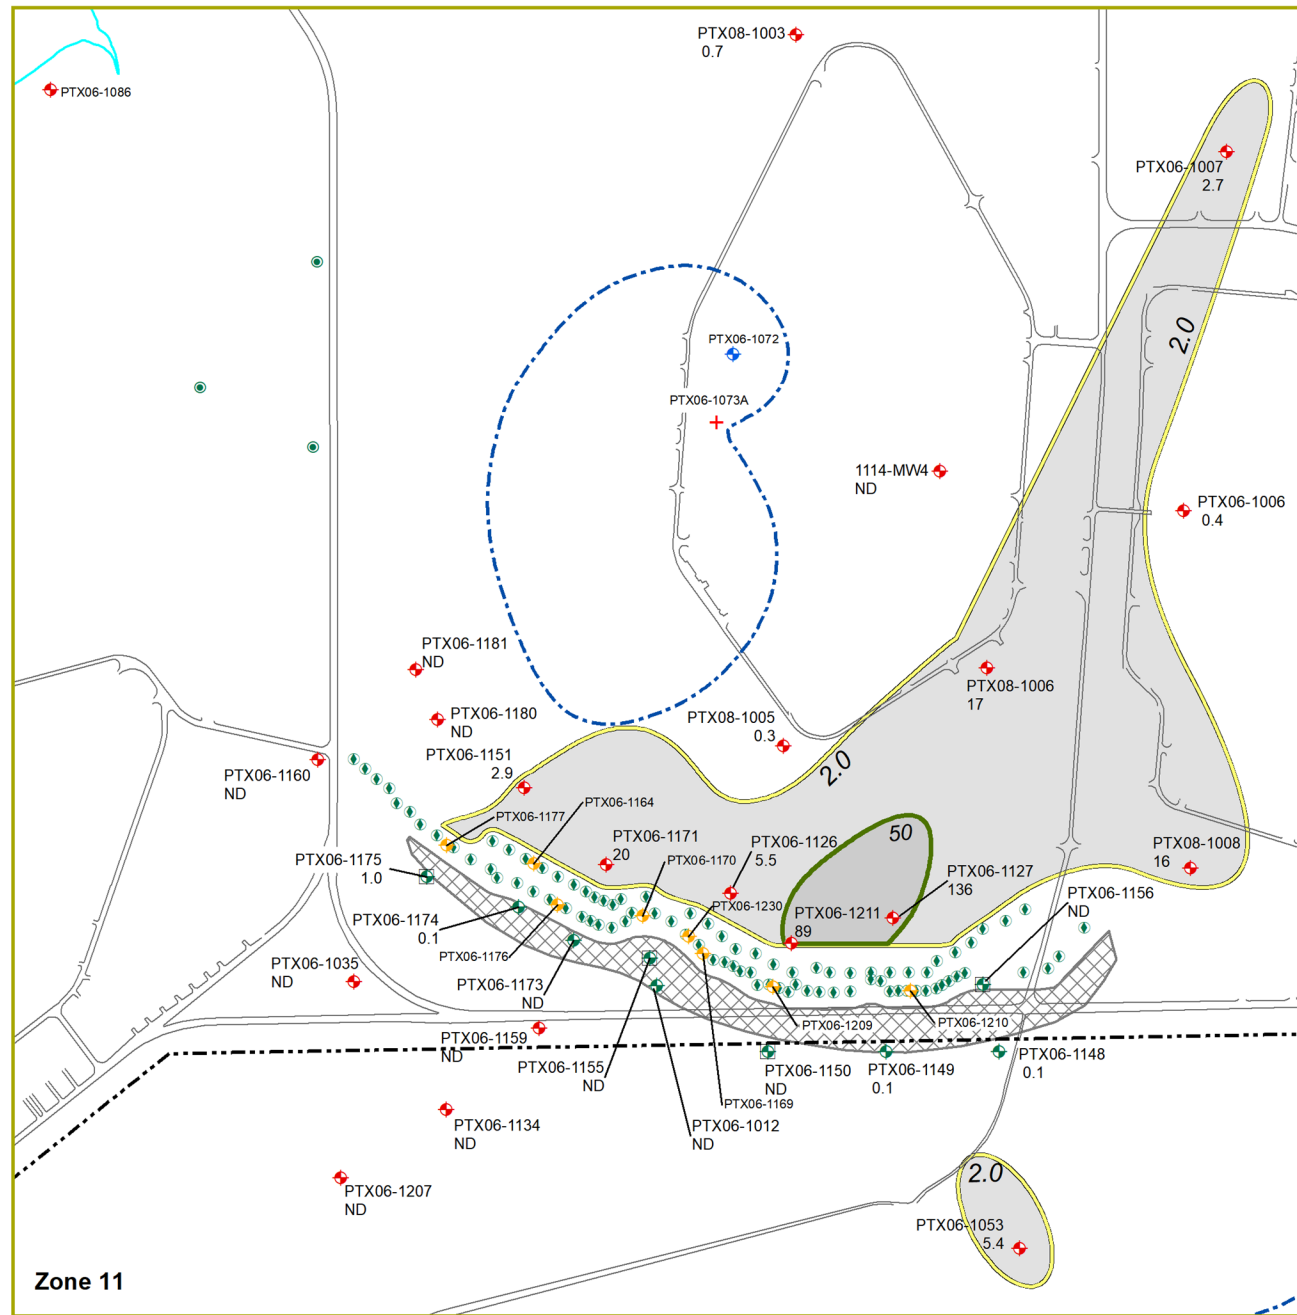 PTX08-1003
0.7
PTX06-1086
PTX06-1007
2.7
2.0
PTX06-1072
PTX06-1073A
1114-MW4
ND
PTX06-1006
0.4
PTX06-1181
ND
PTX08-1006
17
PTX06-1180
ND
PTX08-1005
0.3
PTX06-1151
2.9
2.0
PTX06-1160
ND
PTX06-1164
PTX06-1177
50
PTX06-1171
20
PTX06-1126
5.5
PTX08-1008
16
PTX06-1175
1.0
PTX06-1170
PTX06-1127
136
PTX06-1156
ND
PTX06-1230
PTX06-1174
0.1
PTX06-1211
89
PTX06-1176
PTX06-1035
ND
PTX06-1173
ND
PTX06-1209
PTX06-1210
PTX06-1159
ND
PTX06-1155
ND
PTX06-1150
ND
PTX06-1149
0.1
PTX06-1148
0.1
PTX06-1169
PTX06-1134
ND
PTX06-1012
ND
2.0
PTX06-1207
ND
PTX06-1053
5.4
Zone 11